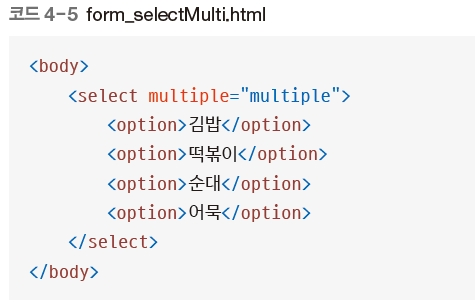 코드 4-5 form_selectMulti.html
<body>
<select multiple="multiple">
<option>김밥</option>
<option>떡볶이</option>
<option>순대</option>
<option>어묵</option>
</select>
</body>